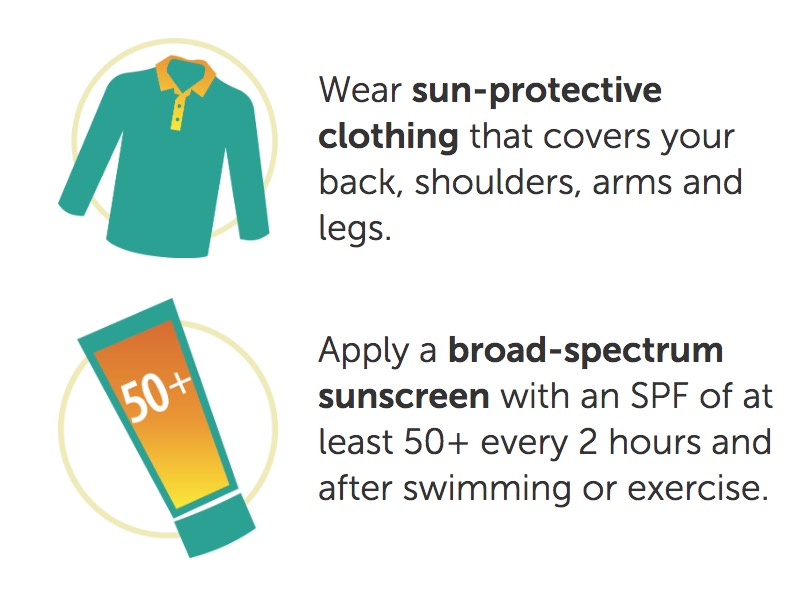 Wear sun-protective
clothing that covers your
back, shoulders, arms and
legs.
50+
Apply a broad-spectrum
sunscreen with an SPF of at
least 50+ every 2 hours and
after swimming or exercise.